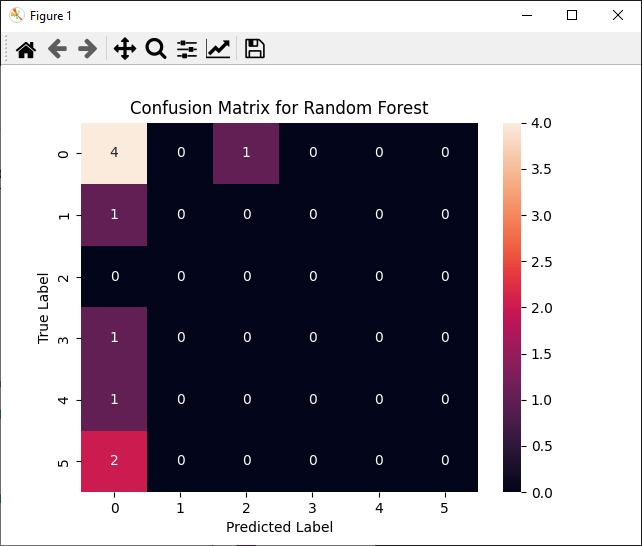 Figure 1
Confusion Matrix for Random Forest
True Label
0 4 0 1 0 0 0
1 1 0 0 0 0 0
2 0 0 0 0 0 0
3 1 0 0 0 0 0
4 1 0 0 0 0 0
5 2 0 0 0 0 0
0 1 2 3 4 5
Predicted Label
4.0
3.5
3.0
2.5
2.0
1.5
1.0
0.5
0.0